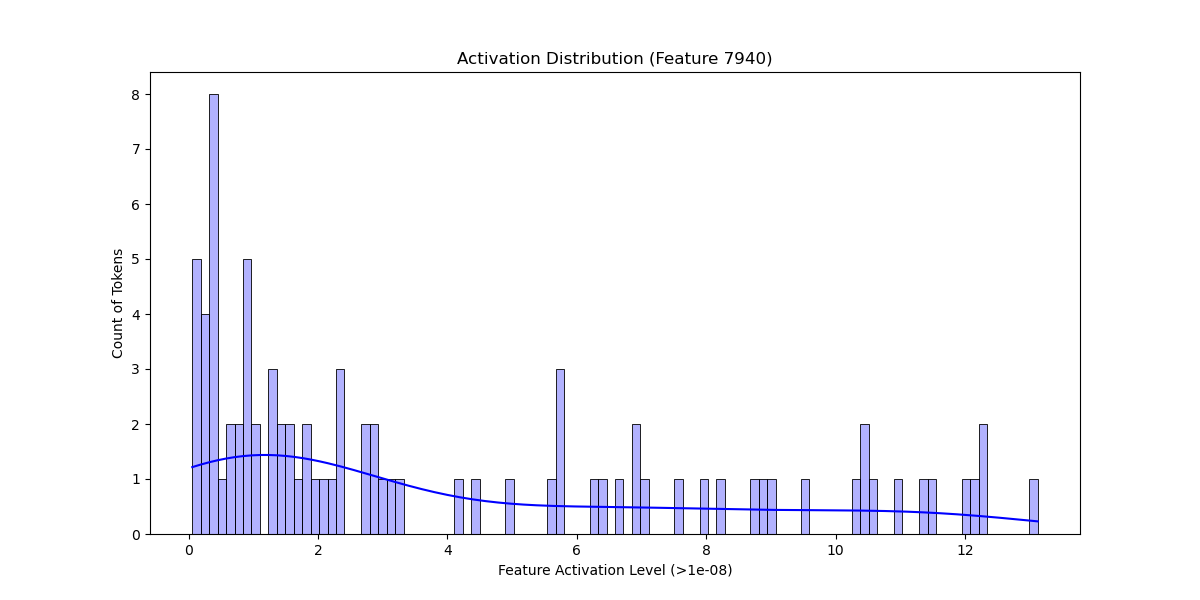 Activation Distribution (Feature 7940)
Count of Tokens
8
7
6
5
4
3
2
1
0
0 2 4 6 8 10 12
Feature Activation Level (>1e-08)